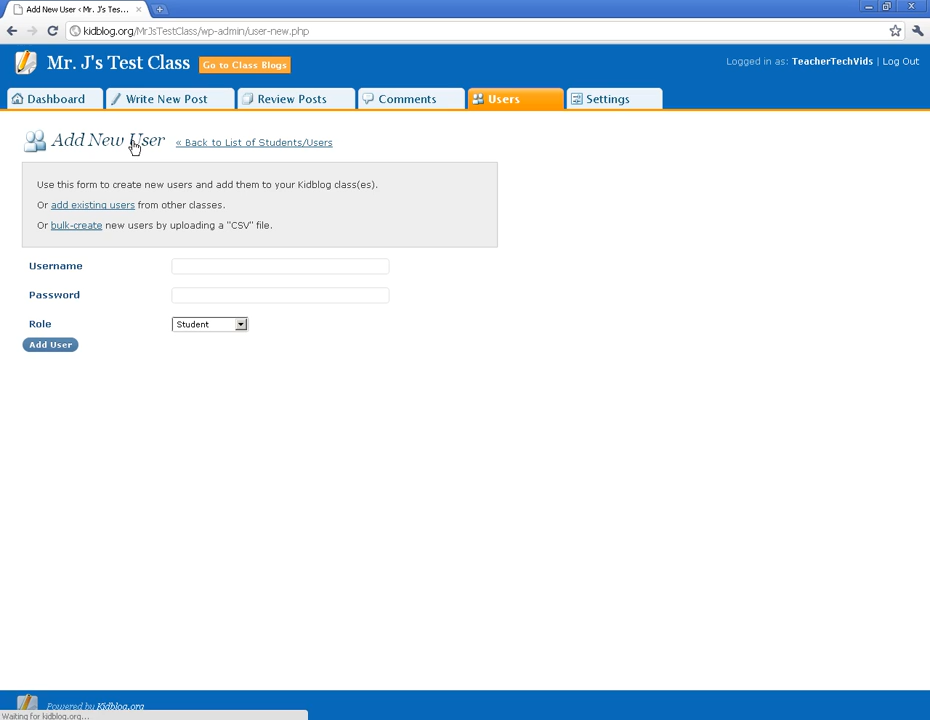 Add New User ‹ Mr. J's Tes...
kidblog.org/MrJsTestClass/wp-admin/user-new.php
Mr. J's Test Class
Go to Class Blogs
Logged in as: TeacherTechVids | Log Out
Dashboard
Write New Post
Review Posts
Comments
Users
Settings
Add New User
« Back to List of Students/Users
Use this form to create new users and add them to your Kidblog class(es).
Or add existing users from other classes.
Or bulk-create new users by uploading a "CSV" file.
Username
Password
Role
Student
Add User
Powered by Kidblog.org
Waiting for kidblog.org...